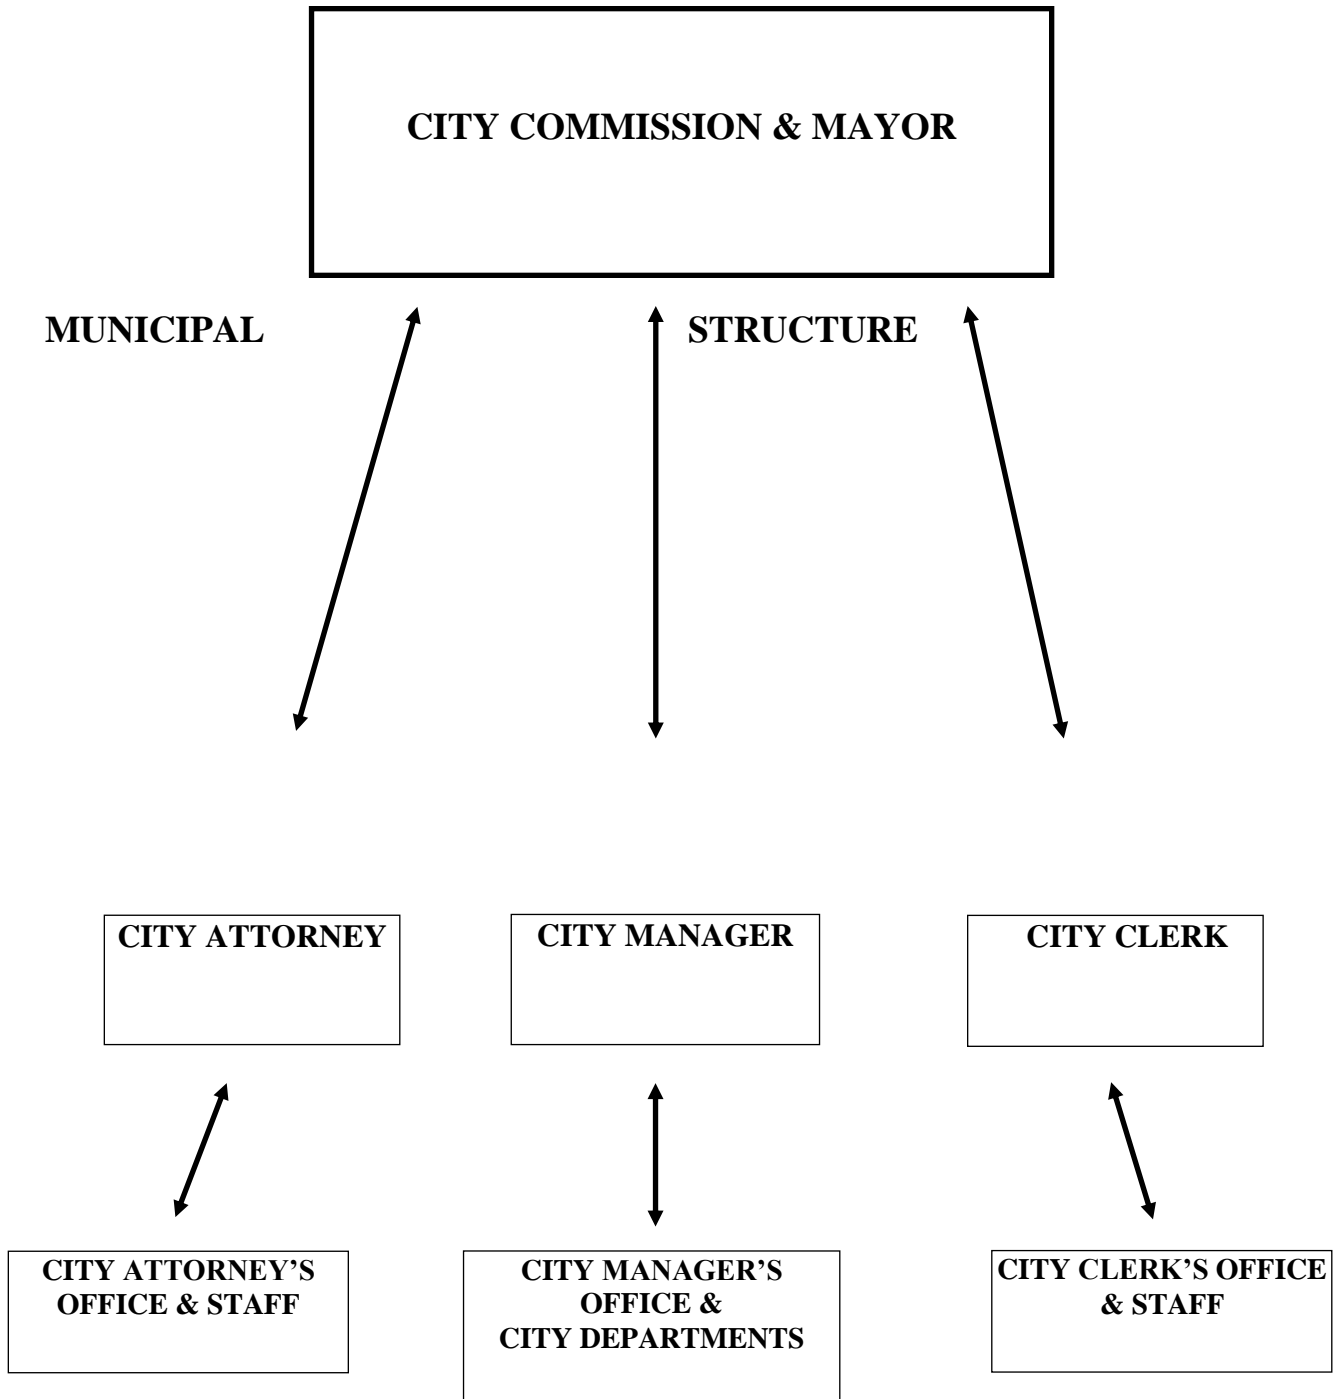 CITY COMMISSION & MAYOR
MUNICIPAL STRUCTURE
CITY ATTORNEY
CITY MANAGER
CITY CLERK
CITY ATTORNEY’S
OFFICE & STAFF
CITY MANAGER’S
OFFICE &
CITY DEPARTMENTS
CITY CLERK’S OFFICE
& STAFF